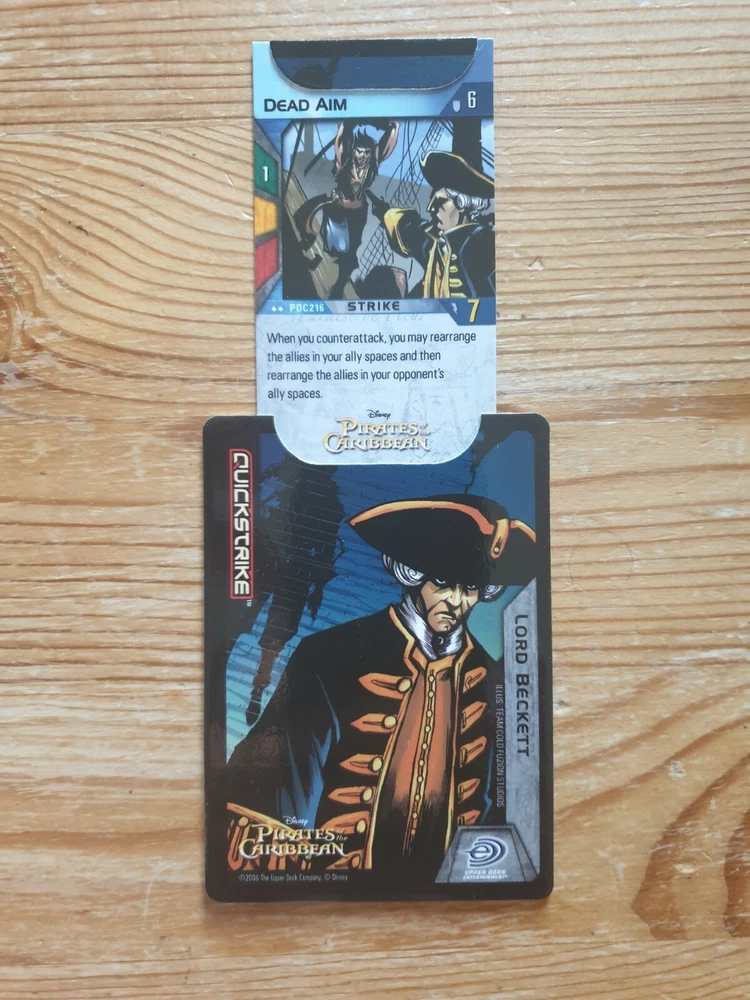 DEAD AIM
6
1
PDC216
STRIKE
7
When you counterattack, you may rearrange
the allies in your ally spaces and then
rearrange the allies in your opponent's
ally spaces.
Disney
PIRATES of the
CARIBBEAN
QUICKSTRIKE™
LORD BECKETT
ILLUS. TEAM COLD FUZION STUDIOS
Disney
PIRATES of the
CARIBBEAN
©2006 The Upper Deck Company. © Disney
UPPER DECK
ENTERTAINMENT